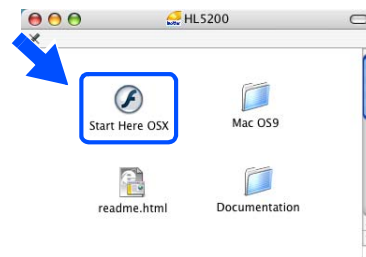 HL5200
Start Here OSX
Mac OS9
readme.html
Documentation